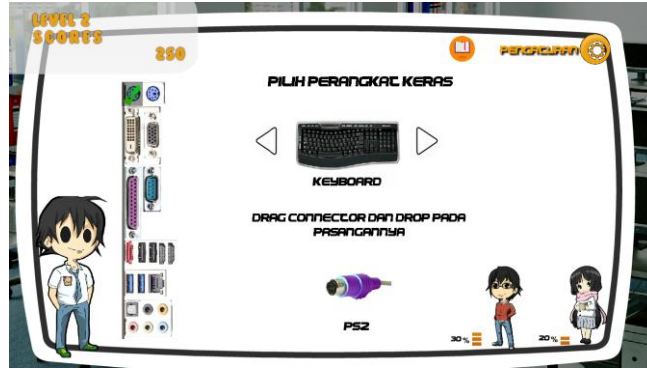 LEVEL 2
SCORES
250
PENGATURAN
PILIH PERANGKAT KERAS
KEYBOARD
DRAG CONNECTOR DAN DROP PADA
PASANGANNYA
PS2
30 %
20 %